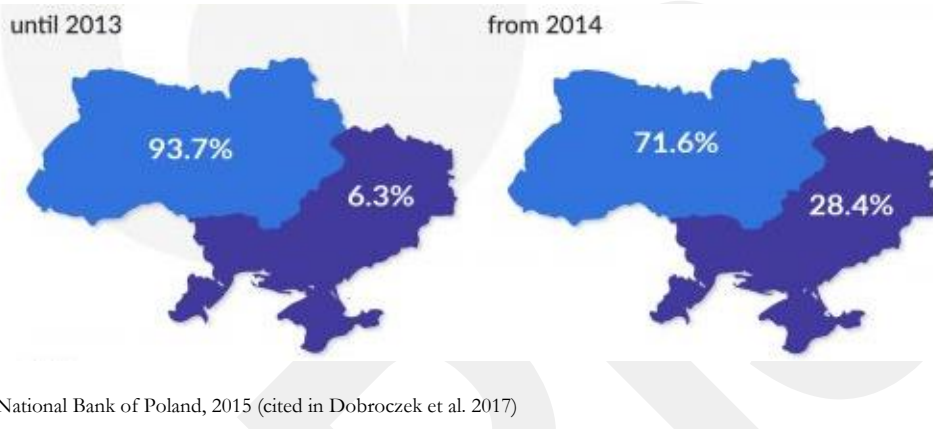 until 2013
from 2014
93.7%
71.6%
6.3%
28.4%
National Bank of Poland, 2015 (cited in Dobroczek et al. 2017)